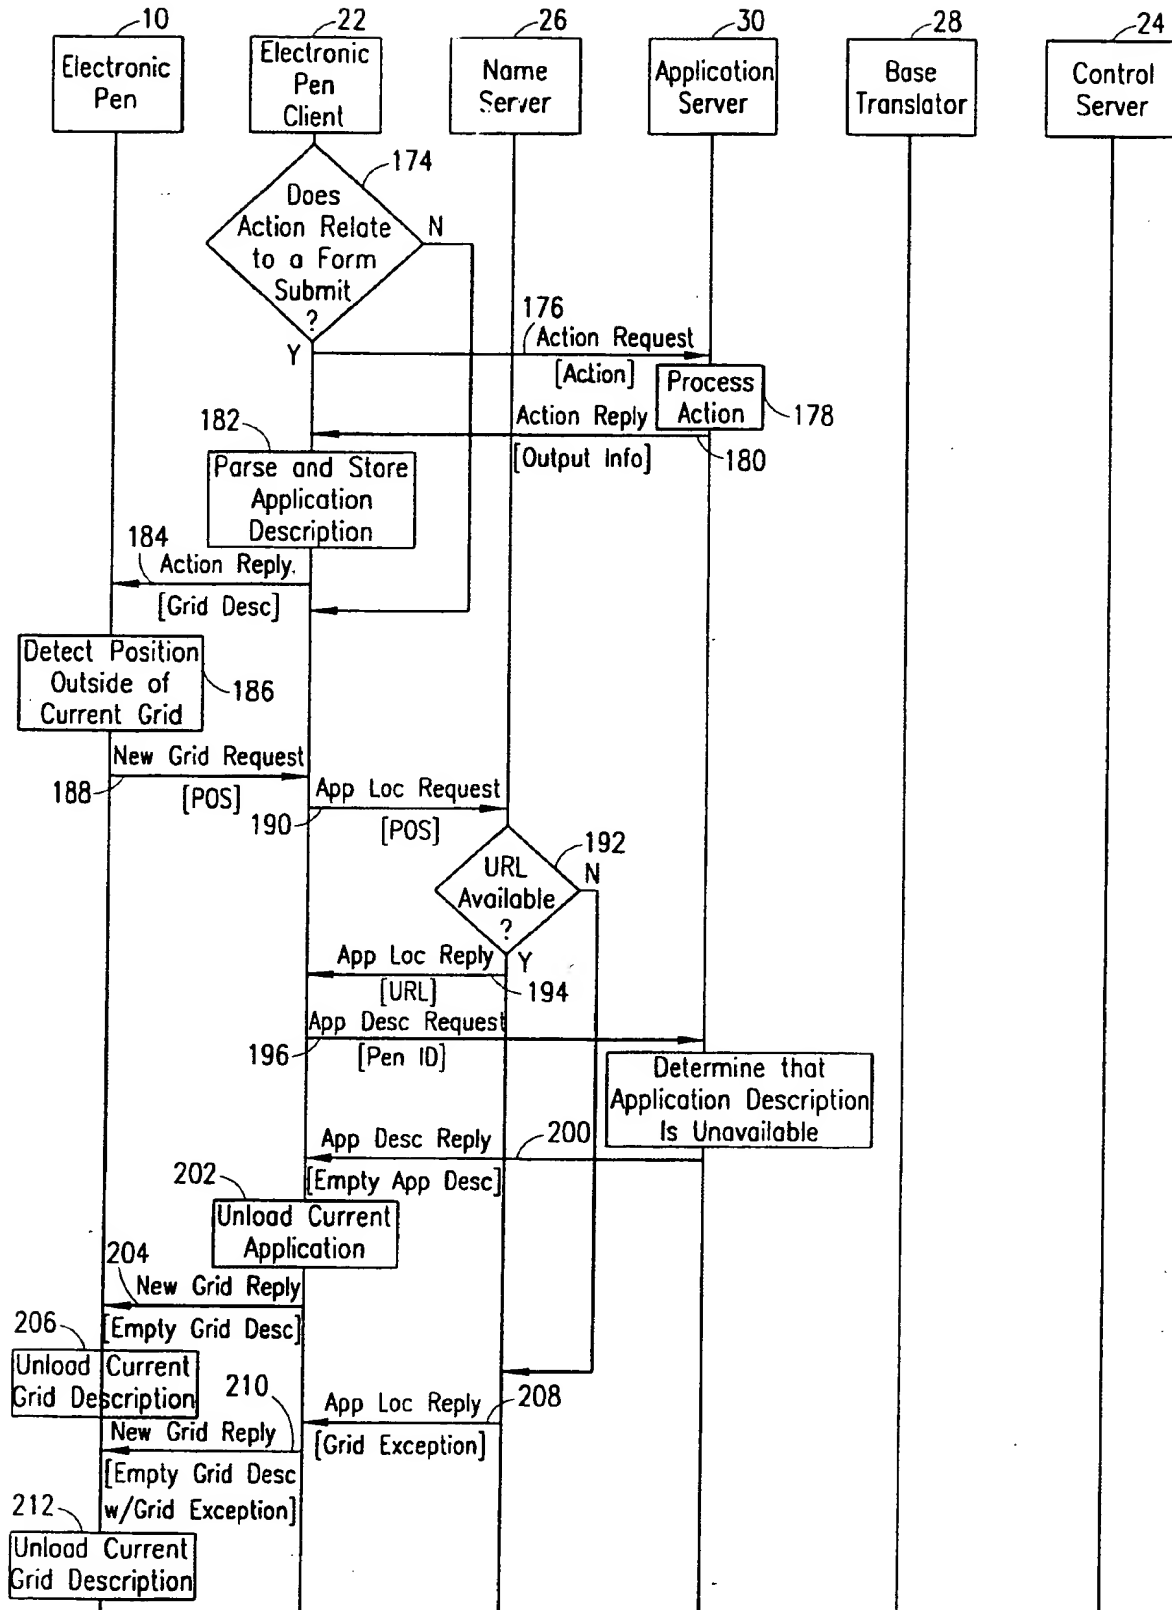 10
22
26
30
28
24
Electronic
Pen
Electronic
Pen
Client
Name
Server
Application
Server
Base
Translator
Control
Server
174
Does
Action Relate
to a Form
Submit
?
N
Y
176
Action Request
[Action]
Process
Action
178
Action Reply
[Output Info]
180
182
Parse and Store
Application
Description
184
Action Reply.
[Grid Desc]
Detect Position
Outside of
Current Grid
186
New Grid Request
188
[POS]
App Loc Request
190
[POS]
192
URL
Available
?
N
Y
App Loc Reply
[URL]
194
App Desc Request
196
[Pen ID]
Determine that
Application Description
Is Unavailable
App Desc Reply
200
[Empty App Desc]
202
Unload Current
Application
204
New Grid Reply
[Empty Grid Desc]
206
Unload Current
Grid Description
210
App Loc Reply
208
[Grid Exception]
New Grid Reply
[Empty Grid Desc
w/Grid Exception]
212
Unload Current
Grid Description